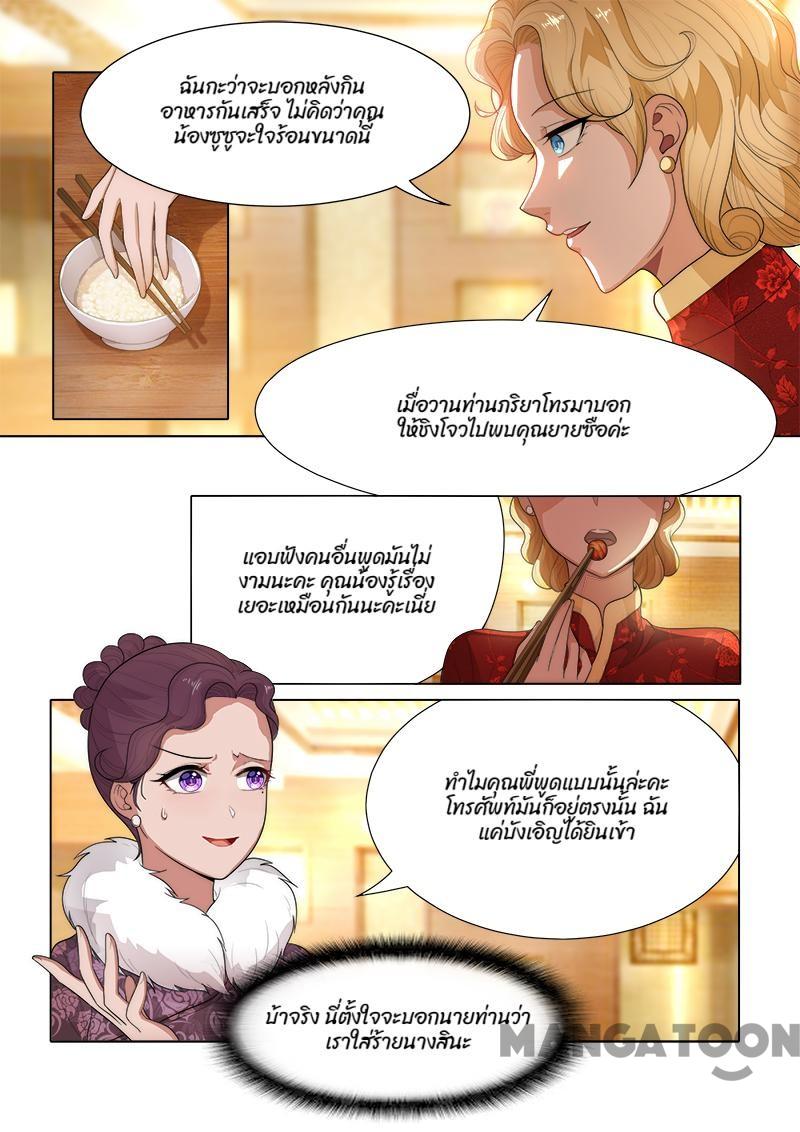 ฉันกะว่าจะบอกหลังกิน
อาหารกันเสร็จ ไม่คิดว่าคุณ
น้องซูซูจะใจร้อนขนาดนี้
เมื่อวานท่านภริยาโทรมาบอก
ให้ชิงโจวไปพบคุณยายซือค่ะ
แอบฟังคนอื่นพูดมันไม่
งามนะคะ คุณน้องรู้เรื่อง
เยอะเหมือนกันนะคะเนี่ย
ทำไมคุณพี่พูดแบบนั้นล่ะคะ
โทรศัพท์มันก็อยู่ตรงนั้น ฉัน
แค่บังเอิญได้ยินเข้า
บ้าจริง นี่ตั้งใจจะบอกนายท่านว่า
เราใส่ร้ายนางสินะ
MANGATOON